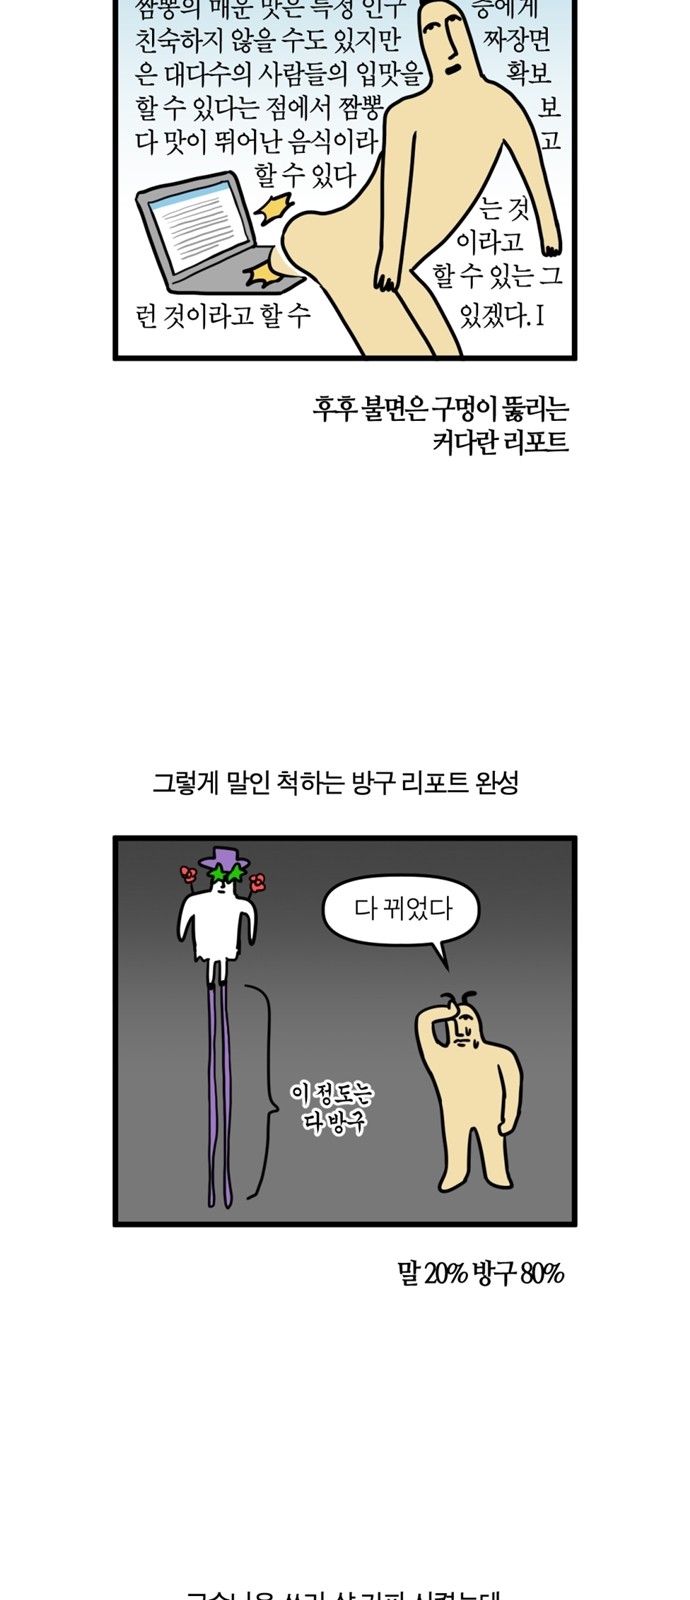 짬뽕의 매운 맛은 특정 인구 층에게
친숙하지 않을 수도 있지만 짜장면
은 대다수의 사람들의 입맛을 확보
할 수 있다는 점에서 짬뽕 보
다 맛이 뛰어난 음식이라 고
할 수 있다 는 것
이라고
할 수 있는 그
런 것이라고 할 수 있겠다. I
후후 불면은 구멍이 뚫리는
커다란 리포트
그렇게 말인 척하는 방구 리포트 완성
다 뀌었다
이 정도는
다 방구
말 20% 방구 80%